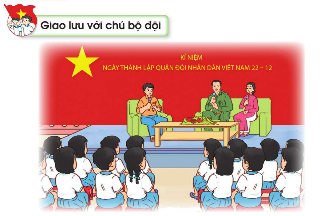 Giao lưu với chú bộ đội
KỈ NIỆM
NGÀY THÀNH LẬP QUÂN ĐỘI NHÂN DÂN VIỆT NAM 22 - 12